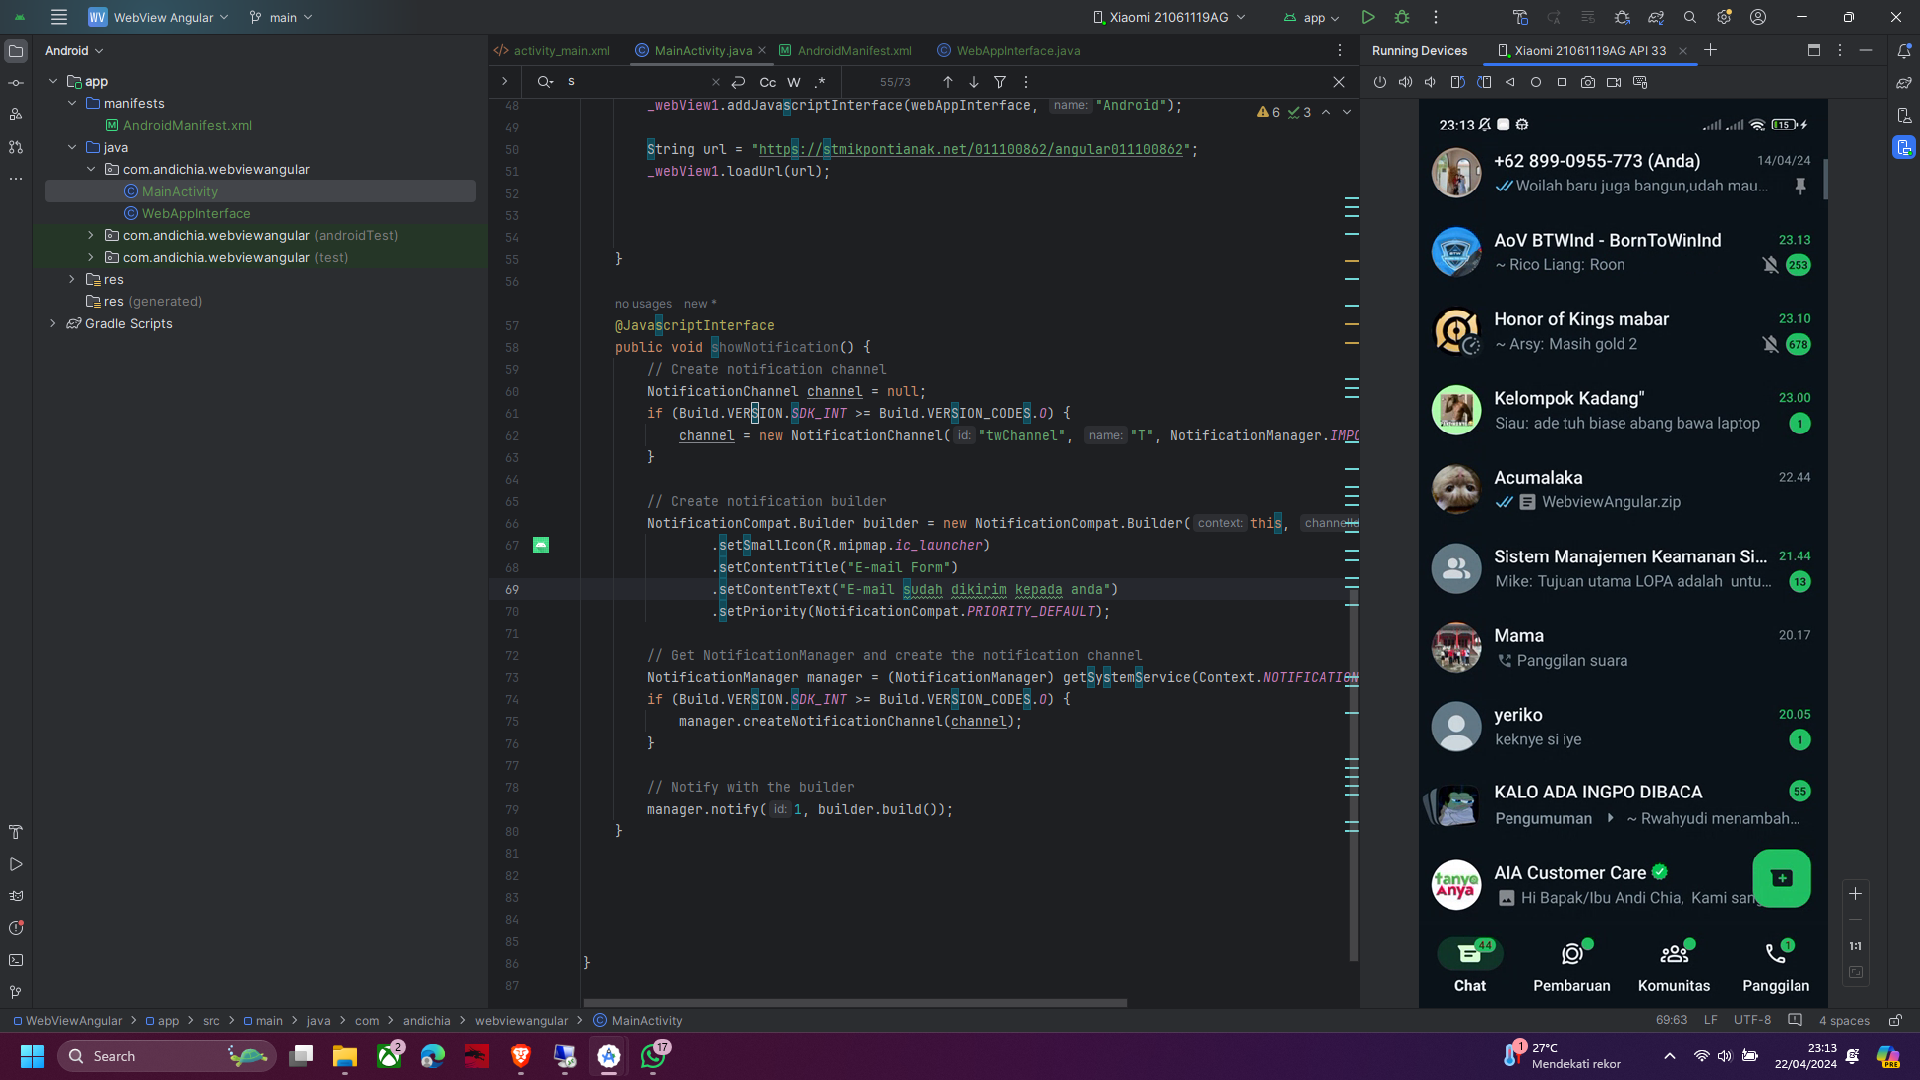 WV WebView Angular main Xiaomi 21061119AG app
Android
activity_main.xml MainActivity.java AndroidManifest.xml WebAppInterface.java
Running Devices Xiaomi 21061119AG API 33
s Cc W .* 55/73
app
manifests
AndroidManifest.xml
java
com.andichia.webviewangular
MainActivity
WebAppInterface
com.andichia.webviewangular (androidTest)
com.andichia.webviewangular (test)
res
res (generated)
Gradle Scripts
6 3
48 _webView1.addJavascriptInterface(webAppInterface, name: "Android");
49
50 String url = "https://stmikpontianak.net/011100862/angular011100862";
51 _webView1.loadUrl(url);
52
53
54
55 }
56
no usages new *
57 @JavascriptInterface
58 public void showNotification() {
59 // Create notification channel
60 NotificationChannel channel = null;
61 if (Build.VERSION.SDK_INT >= Build.VERSION_CODES.O) {
62 channel = new NotificationChannel( id: "twChannel", name: "T", NotificationManager.IMPO
63 }
64
65 // Create notification builder
66 NotificationCompat.Builder builder = new NotificationCompat.Builder( context: this, channelId
67 .setSmallIcon(R.mipmap.ic_launcher)
68 .setContentTitle("E-mail Form")
69 .setContentText("E-mail sudah dikirim kepada anda")
70 .setPriority(NotificationCompat.PRIORITY_DEFAULT);
71
72 // Get NotificationManager and create the notification channel
73 NotificationManager manager = (NotificationManager) getSystemService(Context.NOTIFICATION
74 if (Build.VERSION.SDK_INT >= Build.VERSION_CODES.O) {
75 manager.createNotificationChannel(channel);
76 }
77
78 // Notify with the builder
79 manager.notify( id: 1, builder.build());
80 }
81
82
83
84
85
86 }
87
23:13 15
+62 899-0955-773 (Anda) 14/04/24
Woilah baru juga bangun,udah mau...
AoV BTWInd - BornToWinInd 23.13
~ Rico Liang: Roon 253
Honor of Kings mabar 23.10
~ Arsy: Masih gold 2 678
Kelompok Kadang" 23.00
Siau: ade tuh biase abang bawa laptop 1
Acumalaka 22.44
WebviewAngular.zip
Sistem Manajemen Keamanan Si... 21.44
Mike: Tujuan utama LOPA adalah untu... 13
Mama 20.17
Panggilan suara
yeriko 20.05
keknye si iye 1
KALO ADA INGPO DIBACA 55
Pengumuman ~ Rwahyudi menambah...
tanya Anya
AIA Customer Care
Hi Bapak/Ibu Andi Chia, Kami san
44 1
Chat Pembaruan Komunitas Panggilan
1:1
WebViewAngular app src main java com andichia webviewangular MainActivity
69:63 LF UTF-8 4 spaces
Search
2
17
1
27°C
Mendekati rekor
23:13
22/04/2024
PRE